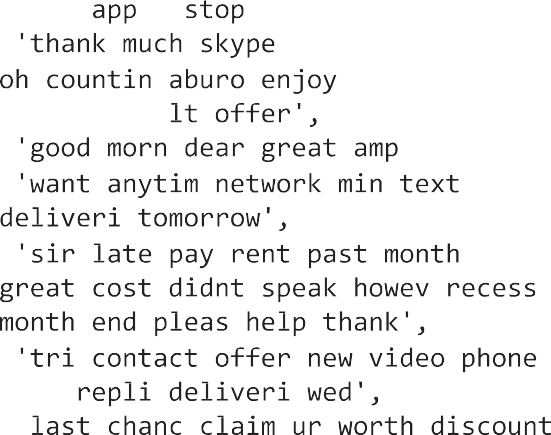 app stop
'thank much skype
oh countin aburo enjoy
lt offer',
'good morn dear great amp
'want anytim network min text
deliveri tomorrow',
'sir late pay rent past month
great cost didnt speak howev recess
month end pleas help thank',
'tri contact offer new video phone
repli deliveri wed',
last chanc claim ur worth discount